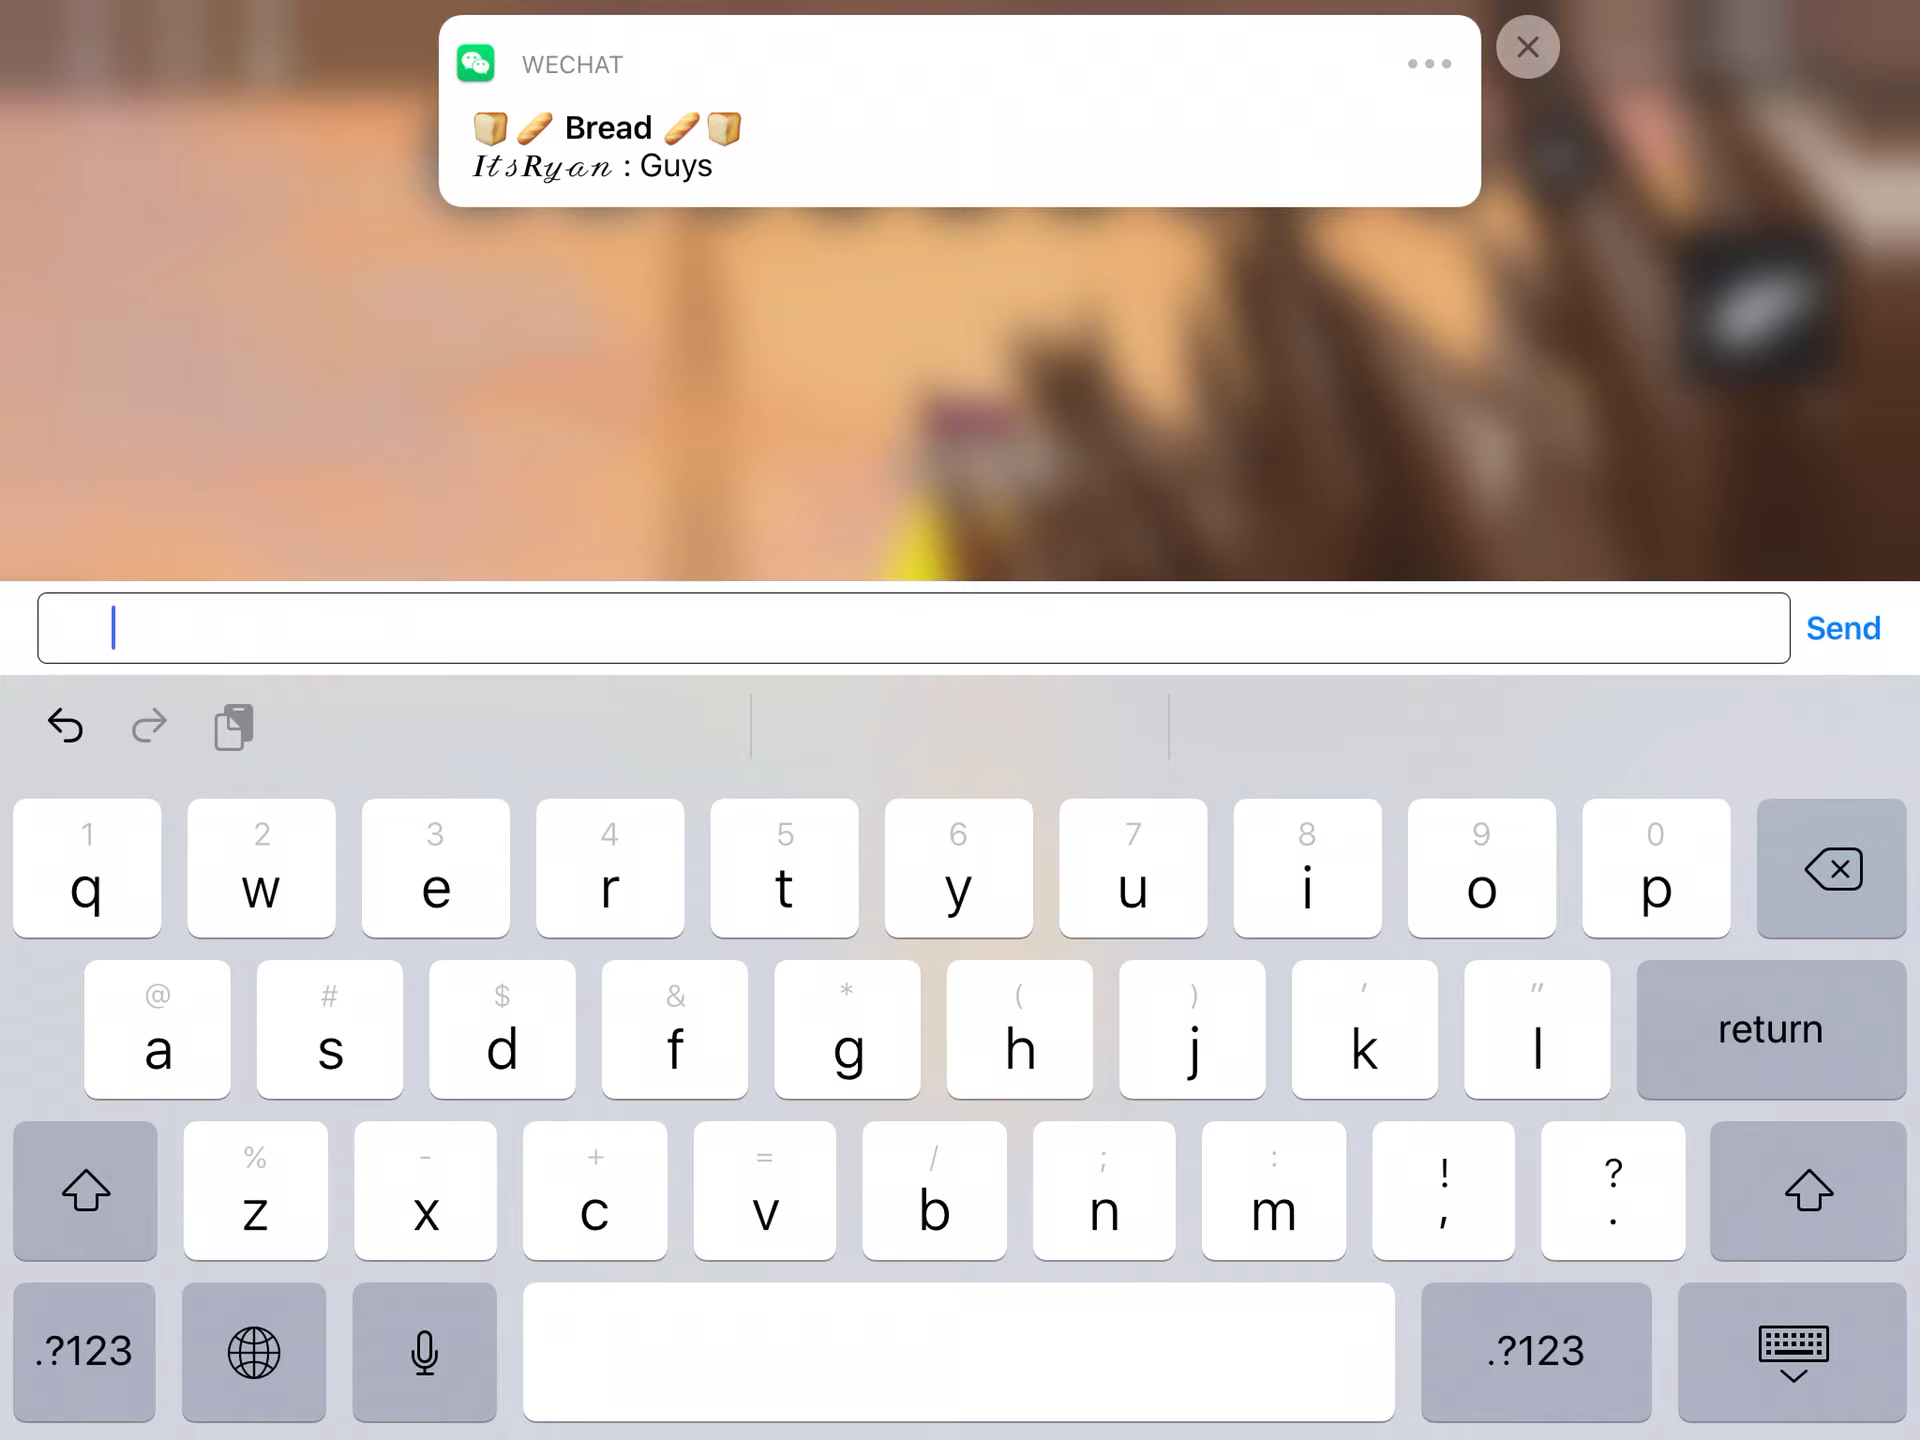 WECHAT
🍞🥖 Bread 🥖🍞
ItsRyan : Guys
Send
1 2 3 4 5 6 7 8 9 0
q w e r t y u i o p
@ # $ & * ( ) ' "
a s d f g h j k l return
% - + = / ; : ! ?
z x c v b n m , .
.?123 .?123